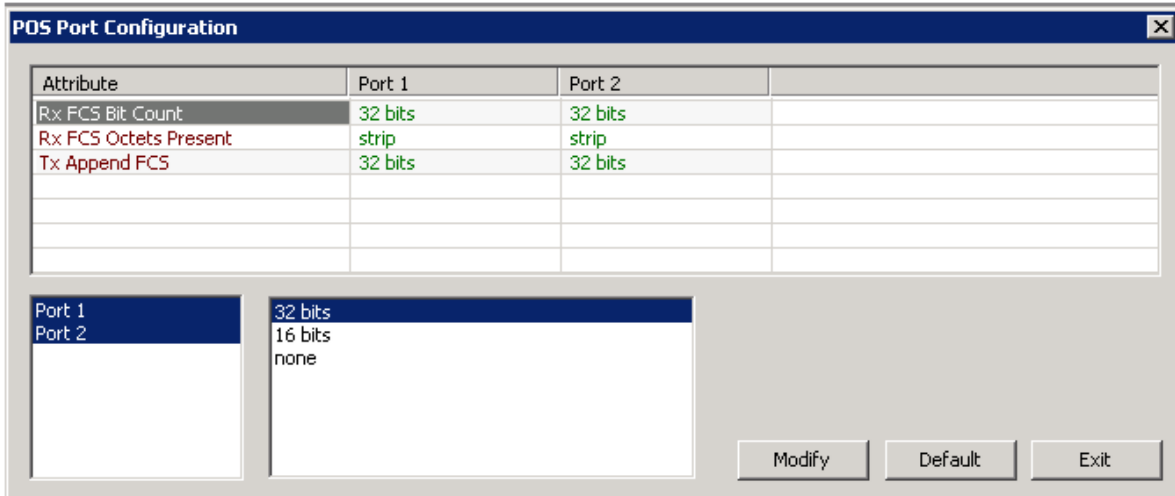 POS Port Configuration
Attribute Port 1 Port 2
Rx FCS Bit Count 32 bits 32 bits
Rx FCS Octets Present strip strip
Tx Append FCS 32 bits 32 bits
Port 1
Port 2
32 bits
16 bits
none
Modify Default Exit